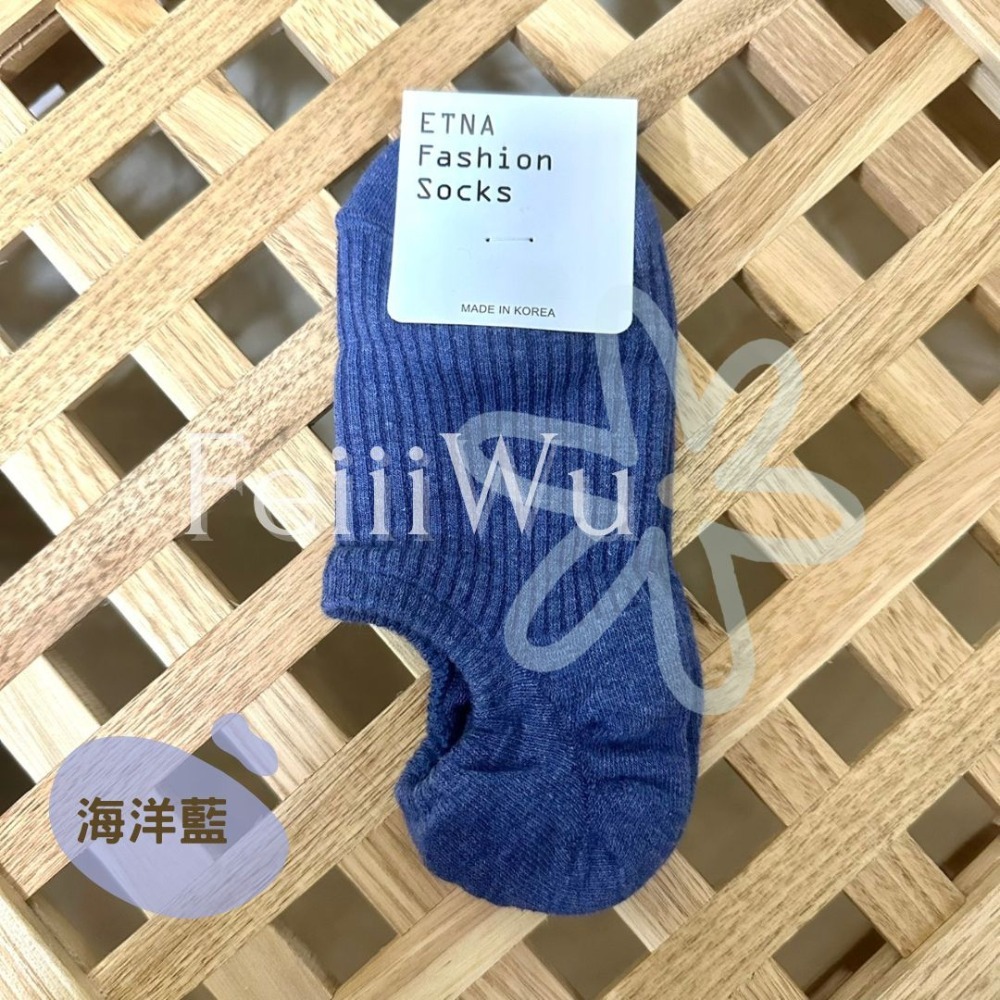 ETNA
Fashion
Socks
MADE IN KOREA
FeiiiWu
海洋藍